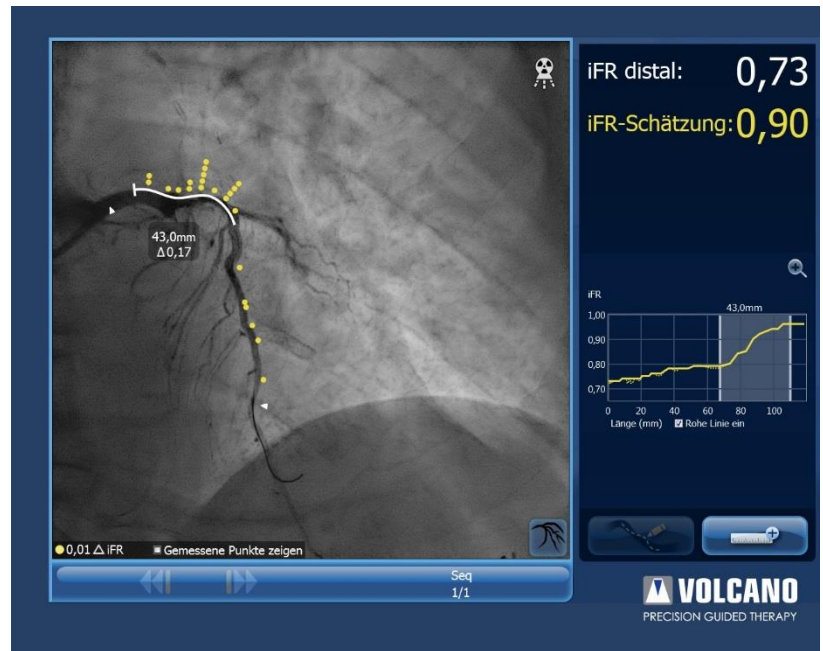 iFR distal: 0,73
iFR-Schätzung: 0,90
43,0mm
Δ0,17
iFR
43,0mm
1,00
0,90
0,80
0,70
0 20 40 60 80 100
Länge (mm) Rohe Linie ein
0,01 Δ iFR Gemessene Punkte zeigen
Seq
1/1
VOLCANO
PRECISION GUIDED THERAPY